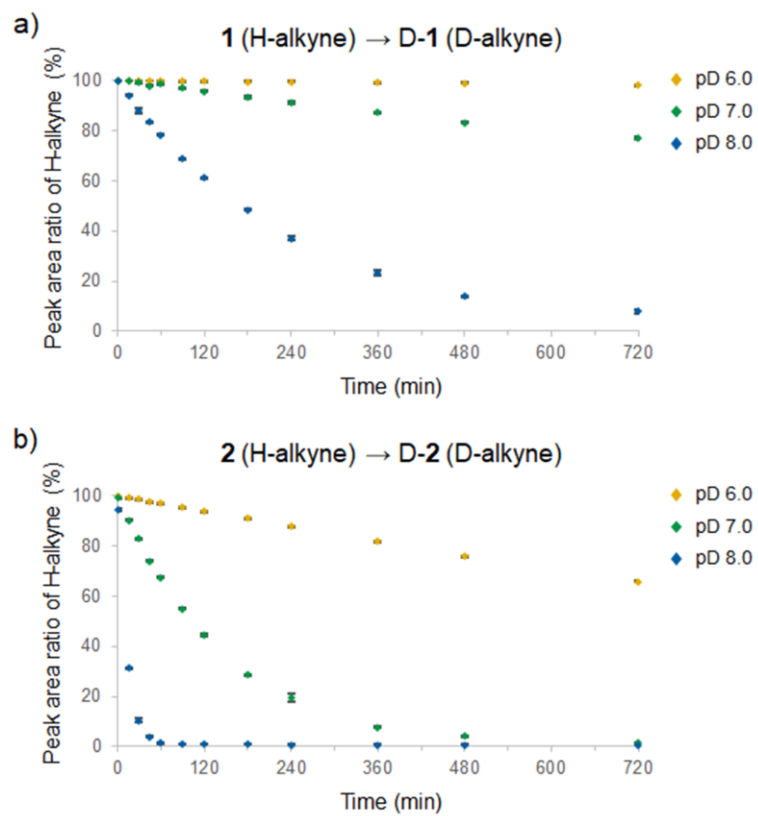 a)
1 (H-alkyne) → D-1 (D-alkyne)
Peak area ratio of H-alkyne (%)
100
80
60
40
20
0
0 120 240 360 480 600 720
Time (min)
pD 6.0
pD 7.0
pD 8.0
b)
2 (H-alkyne) → D-2 (D-alkyne)
Peak area ratio of H-alkyne (%)
100
80
60
40
20
0
0 120 240 360 480 600 720
Time (min)
pD 6.0
pD 7.0
pD 8.0